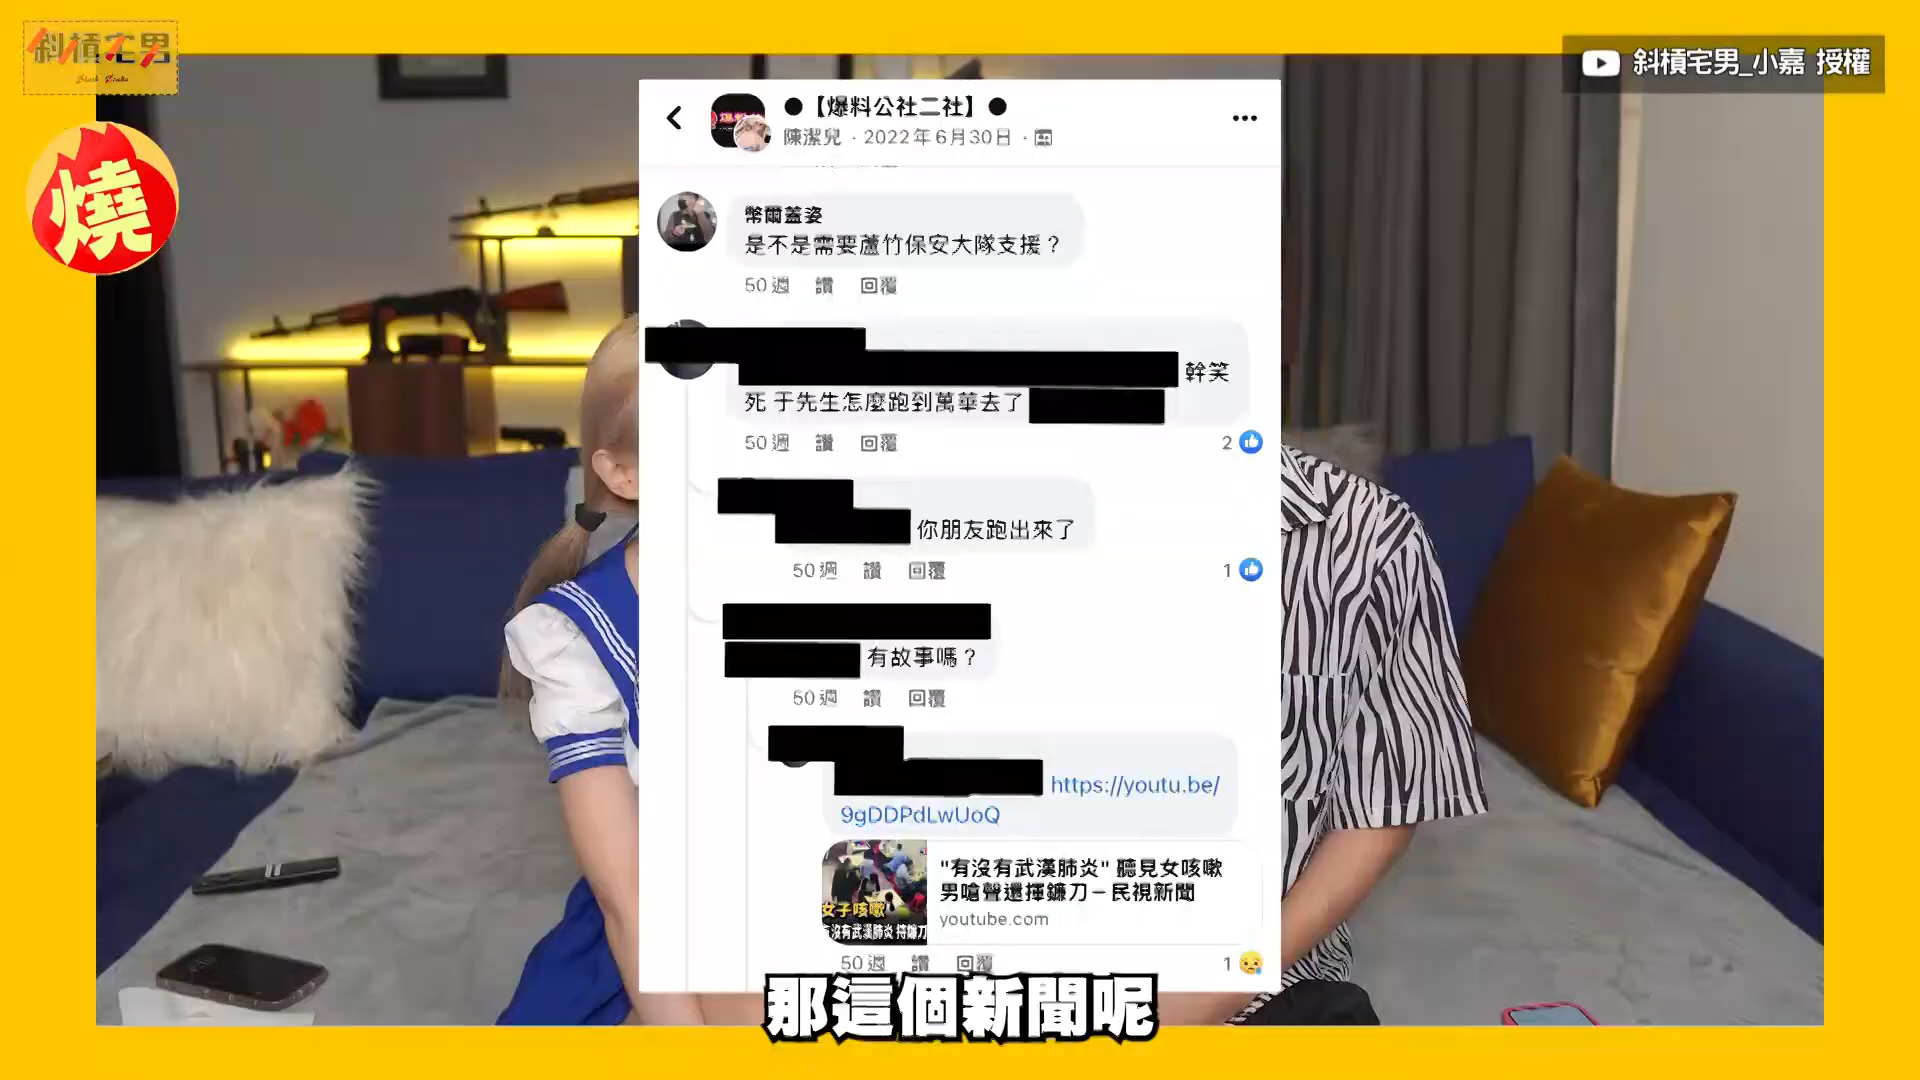 斜槓宅男
斜槓宅男_小嘉 授權
燒
●【爆料公社二社】●
陳潔兒 · 2022年6月30日 ·
幣爾蓋姿
是不是需要蘆竹保安大隊支援？
50週 讚 回覆
幹笑
死 于先生怎麼跑到萬華去了
50週 讚 回覆 2
你朋友跑出來了
50週 讚 回覆 1
有故事嗎？
50週 讚 回覆
https://youtu.be/
9gDDPdLwUoQ
"有沒有武漢肺炎" 聽見女咳嗽
男嗆聲還揮鐮刀－民視新聞
youtube.com
女子咳嗽
有沒有武漢肺炎 持鐮刀
50週 讚 回覆 1
那這個新聞呢